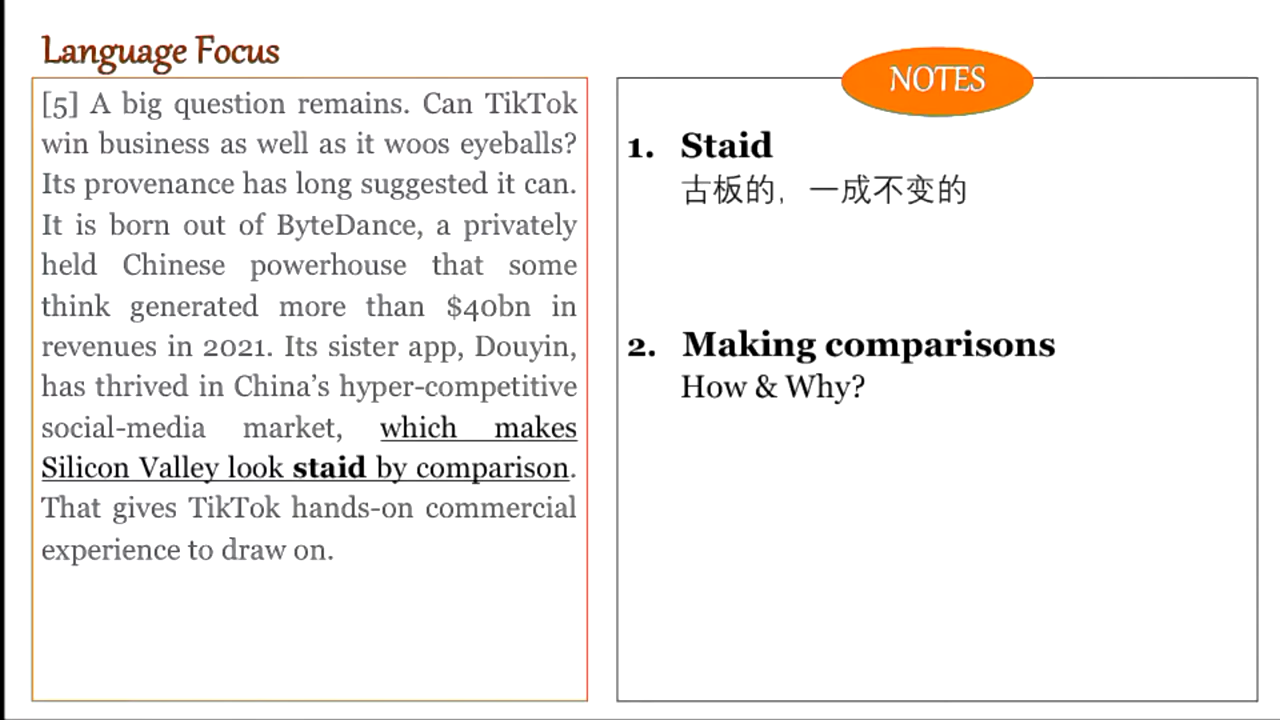 Language Focus
[5] A big question remains. Can TikTok
win business as well as it woos eyeballs?
Its provenance has long suggested it can.
It is born out of ByteDance, a privately
held Chinese powerhouse that some
think generated more than $40bn in
revenues in 2021. Its sister app, Douyin,
has thrived in China’s hyper-competitive
social-media market, which makes
Silicon Valley look staid by comparison.
That gives TikTok hands-on commercial
experience to draw on.
NOTES
1. Staid
古板的，一成不变的
2. Making comparisons
How & Why?